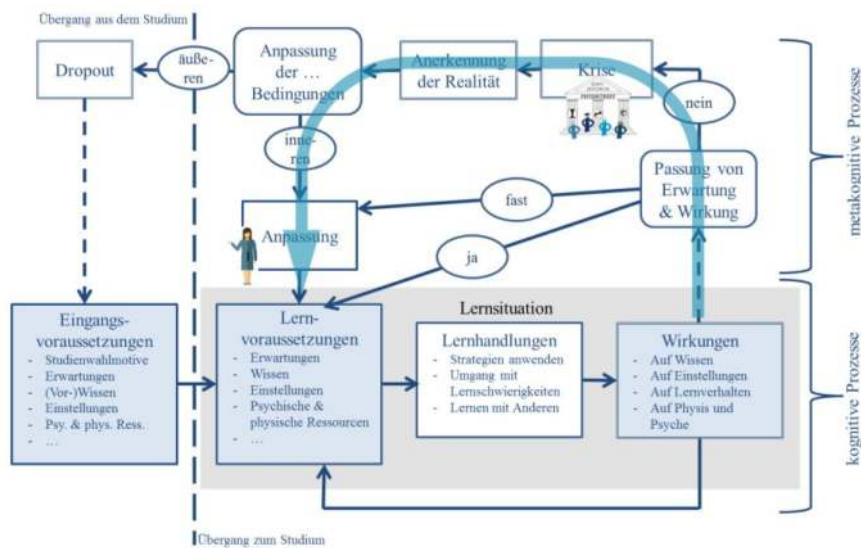 Übergang aus dem Studium
Dropout
äuße-
ren
Anpassung
der …
Bedingungen
Anerkennung
der Realität
Krise
nein
inne-
ren
Passung von
Erwartung
& Wirkung
fast
Anpassung
ja
metakognitive Prozesse
Lernsituation
Eingangs-
voraussetzungen
- Studienwahlmotive
- Erwartungen
- (Vor-)Wissen
- Einstellungen
- Psy. & phys. Ress.
- …
Lern-
voraussetzungen
- Erwartungen
- Wissen
- Einstellungen
- Psychische &
physische Ressourcen
- …
Lernhandlungen
- Strategien anwenden
- Umgang mit
Lernschwierigkeiten
- Lernen mit Anderen
Wirkungen
- Auf Wissen
- Auf Einstellungen
- Auf Lernverhalten
- Auf Physis und
Psyche
kognitive Prozesse
Übergang zum Studium